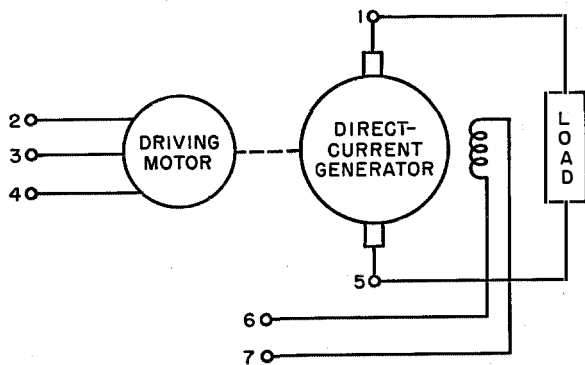 1
2
3
4
DRIVING
MOTOR
DIRECT-
CURRENT
GENERATOR
L
O
A
D
5
6
7